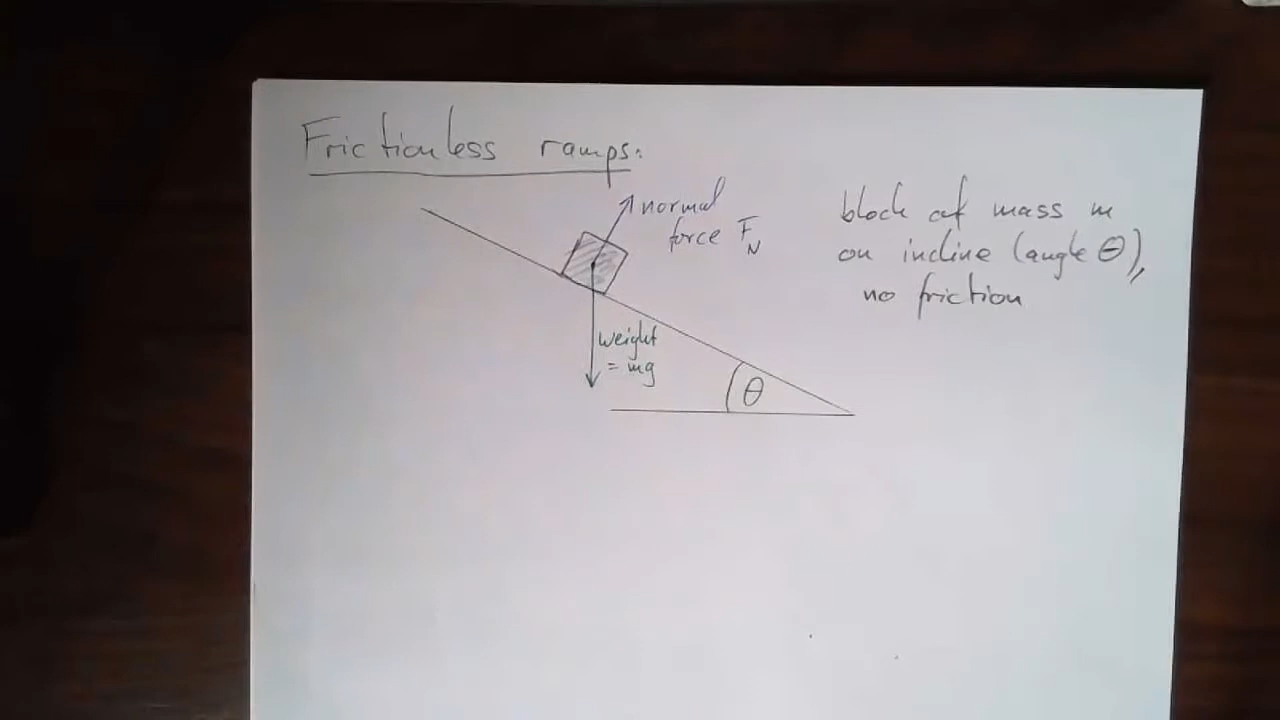 Frictionless ramps:
normal
force F_N
block of mass m
on incline (angle θ),
no friction
weight
= mg
θ